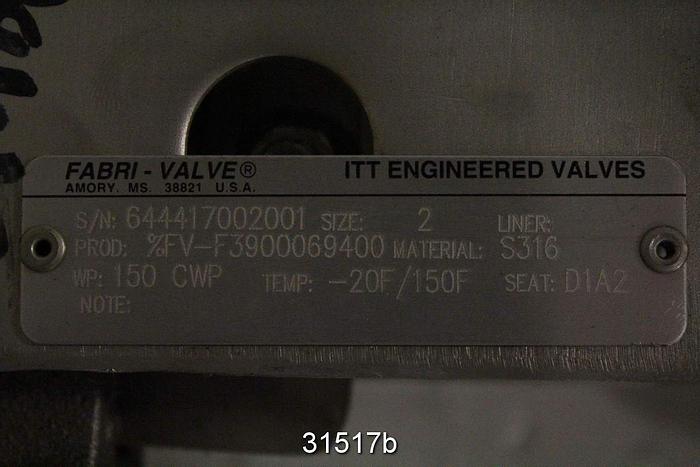 FABRI-VALVE® ITT ENGINEERED VALVES
AMORY, MS. 38821 U.S.A.
S/N: 644417002001 SIZE: 2 LINER:
PROD: %FV-F3900069400 MATERIAL: S316
WP: 150 CWP TEMP: -20F/150F SEAT: D1A2
NOTE:
31517b